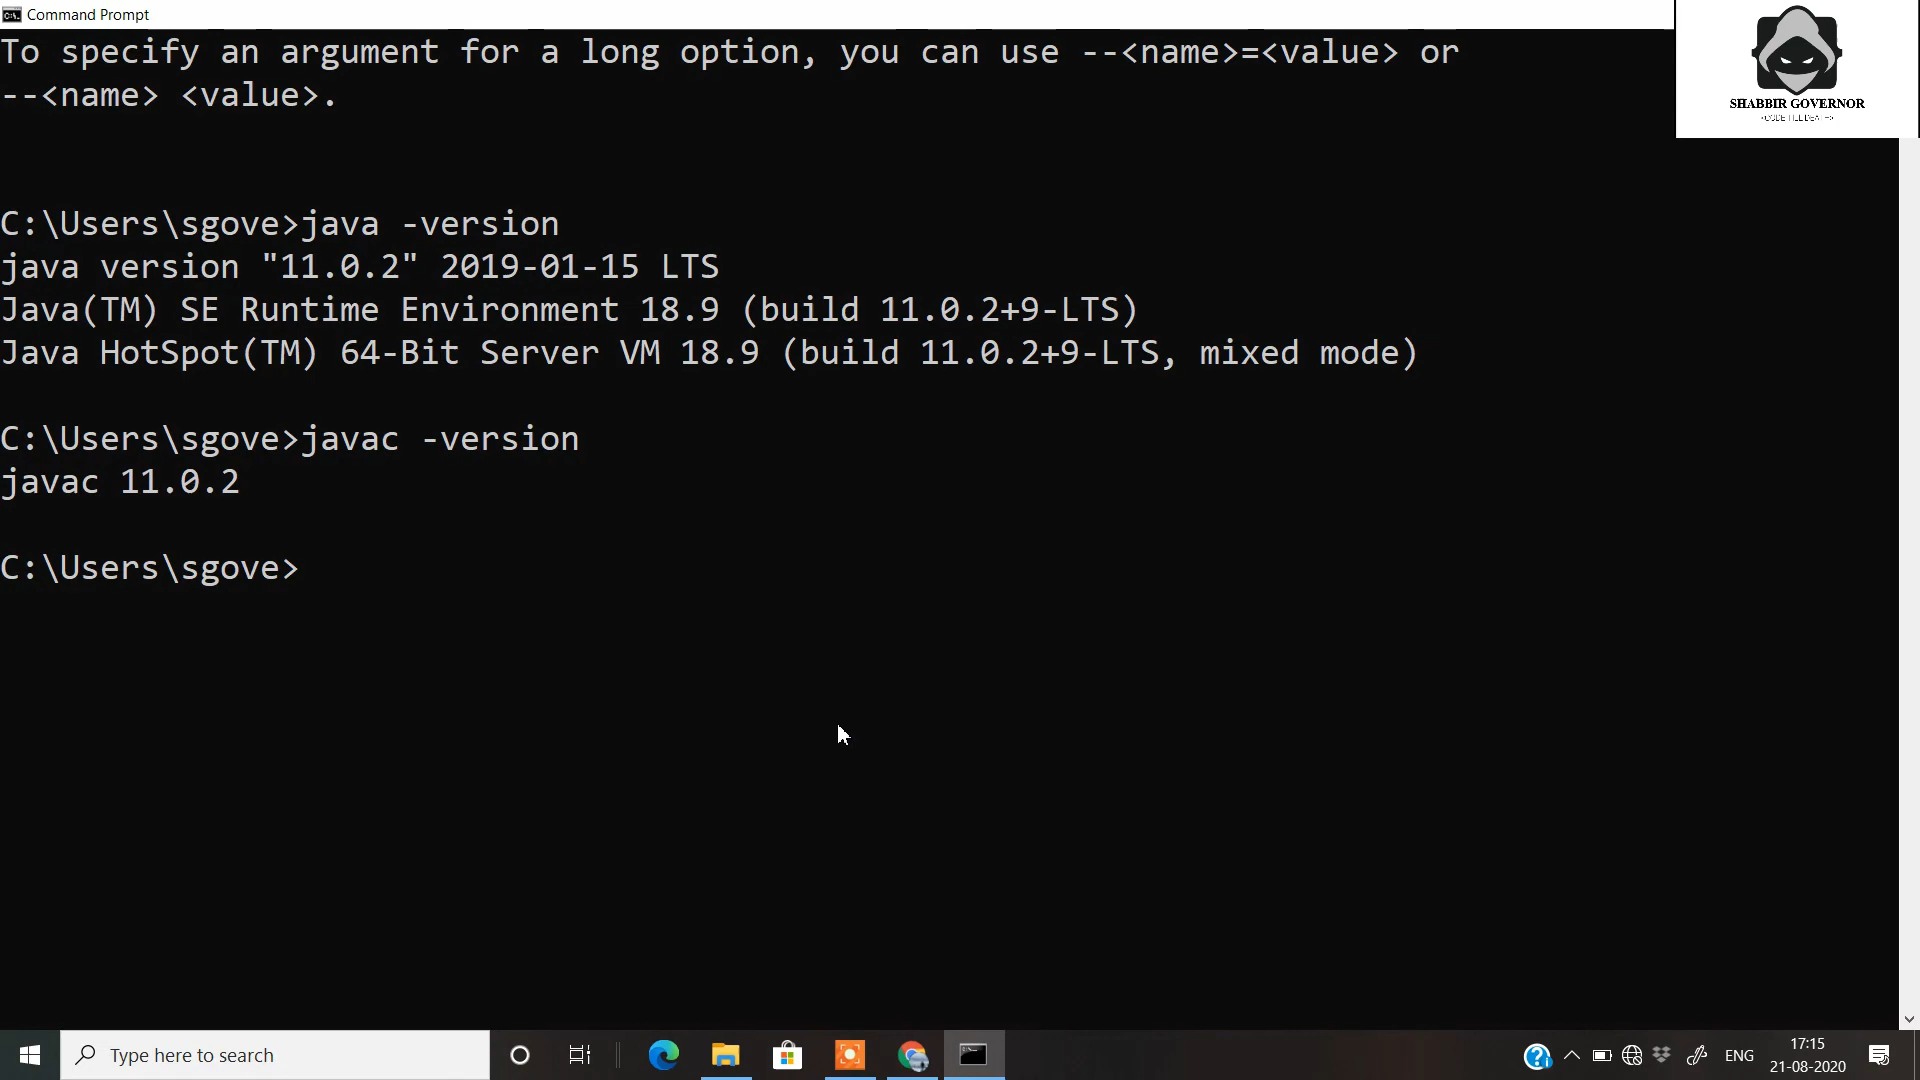 Command Prompt
To specify an argument for a long option, you can use --<name>=<value> or
--<name> <value>.
C:\Users\sgove>java -version
java version "11.0.2" 2019-01-15 LTS
Java(TM) SE Runtime Environment 18.9 (build 11.0.2+9-LTS)
Java HotSpot(TM) 64-Bit Server VM 18.9 (build 11.0.2+9-LTS, mixed mode)
C:\Users\sgove>javac -version
javac 11.0.2
C:\Users\sgove>
SHABBIR GOVERNOR
<CODE TILL DEATH>
Type here to search
ENG
17:15
21-08-2020